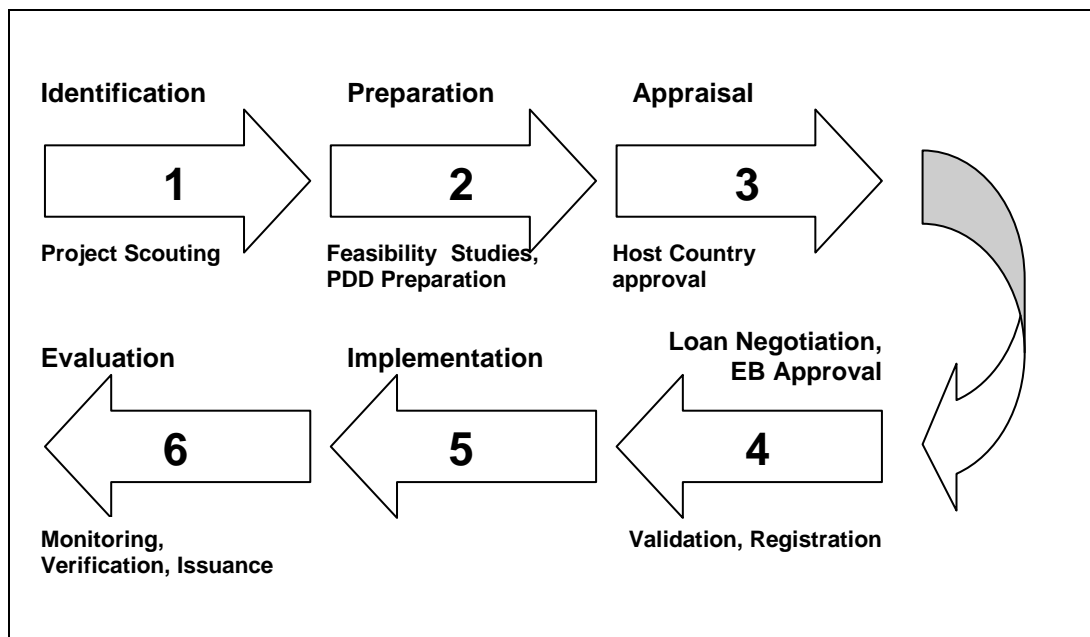 Identification
1
Project Scouting
Preparation
2
Feasibility Studies,
PDD Preparation
Appraisal
3
Host Country
approval
Loan Negotiation,
EB Approval
4
Validation, Registration
Implementation
5
Evaluation
6
Monitoring,
Verification, Issuance